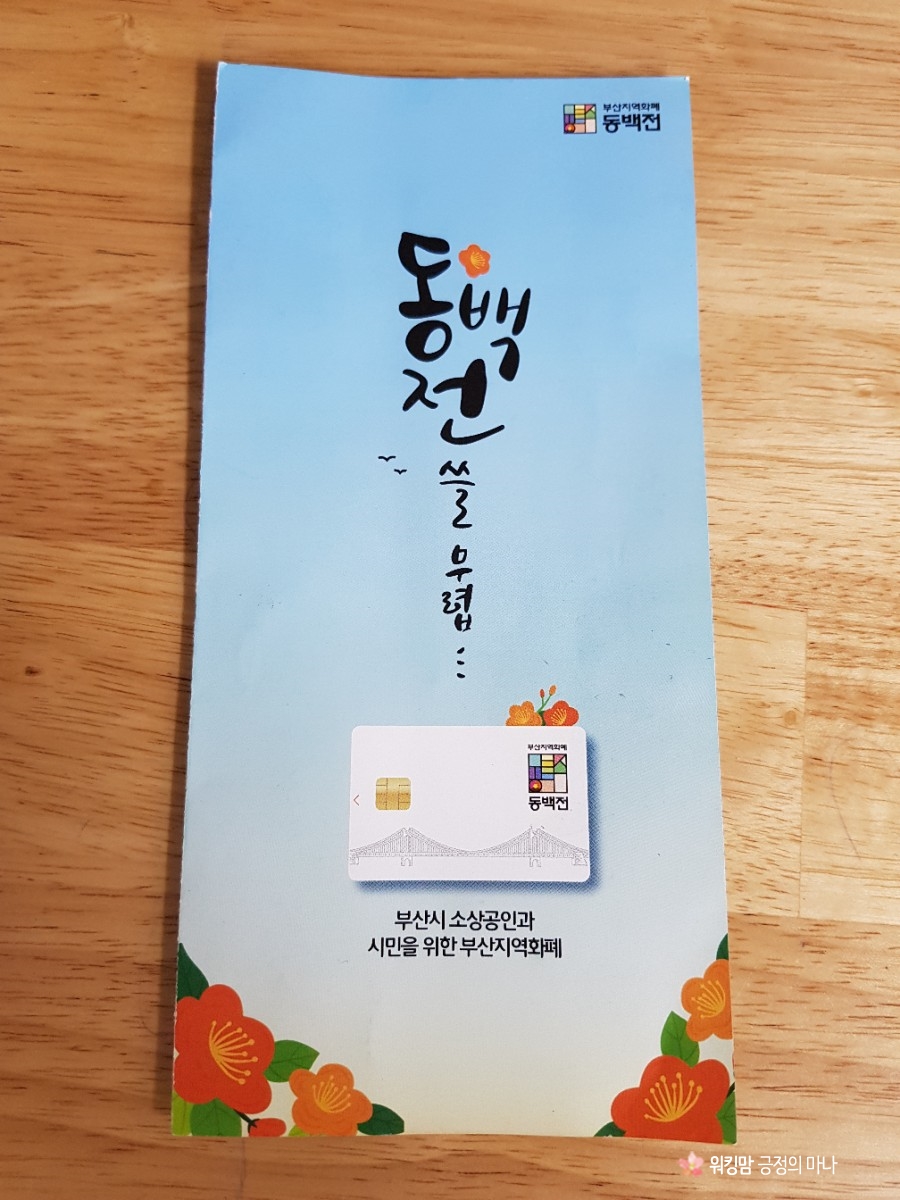 부산지역화폐
동백전
동백
전
쓸
무렵...
부산지역화폐
동백전
부산시 소상공인과
시민을 위한 부산지역화폐
워킹맘 긍정의 마나